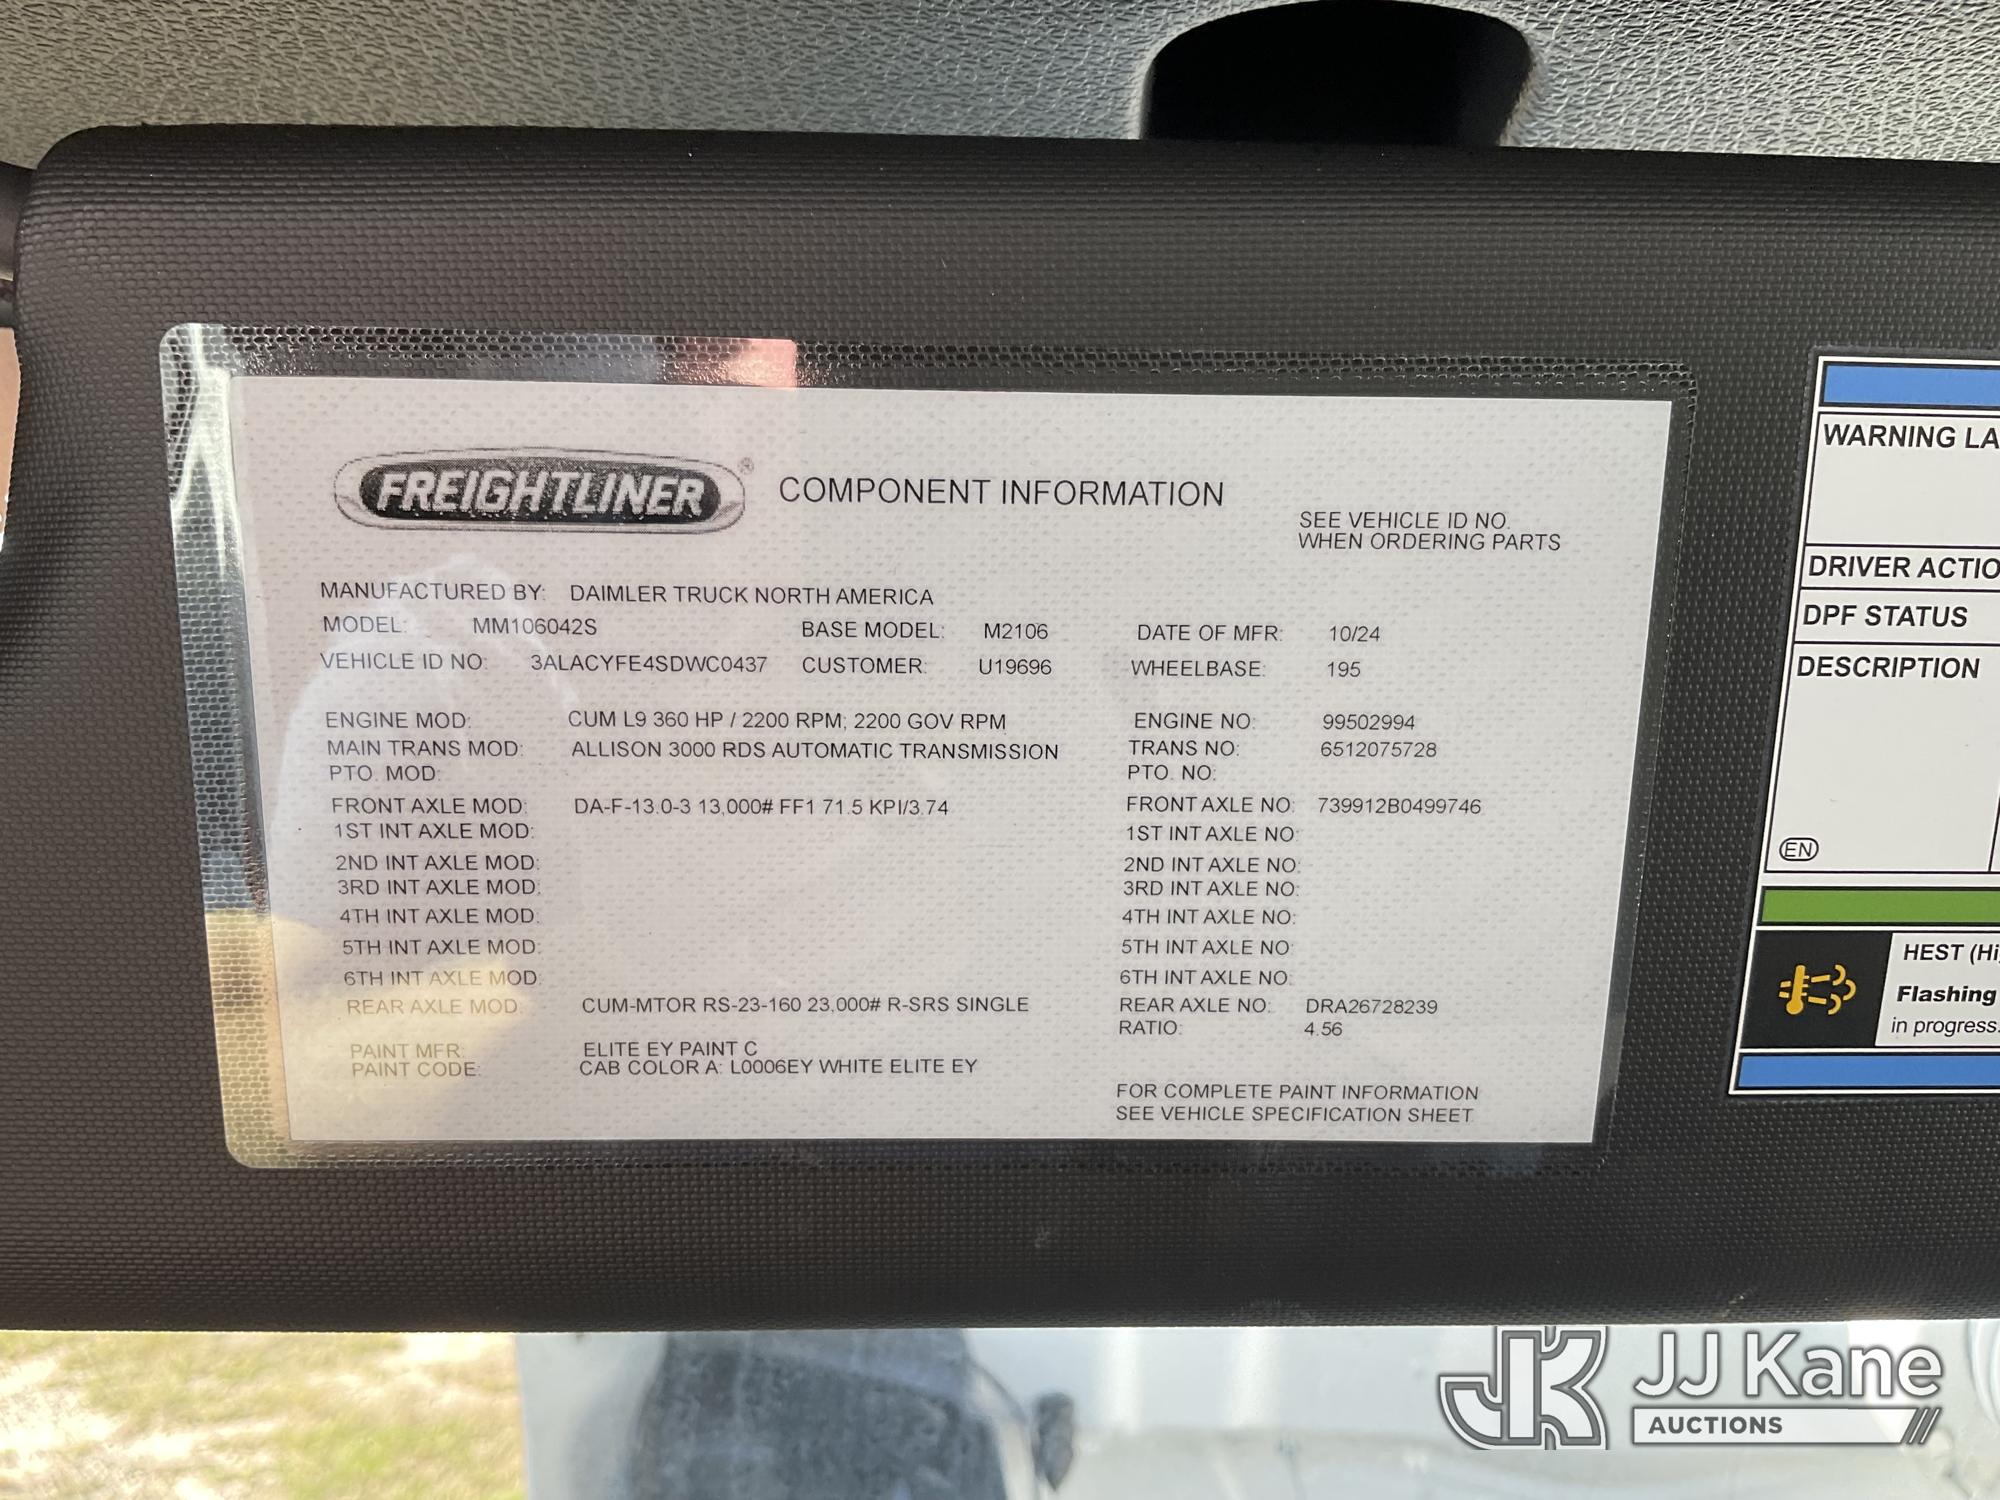 FREIGHTLINER® COMPONENT INFORMATION
SEE VEHICLE ID NO.
WHEN ORDERING PARTS
MANUFACTURED BY: DAIMLER TRUCK NORTH AMERICA
MODEL: MM106042S BASE MODEL: M2106 DATE OF MFR: 10/24
VEHICLE ID NO: 3ALACYFE4SDWC0437 CUSTOMER: U19696 WHEELBASE: 195
ENGINE MOD: CUM L9 360 HP / 2200 RPM; 2200 GOV RPM ENGINE NO: 99502994
MAIN TRANS MOD: ALLISON 3000 RDS AUTOMATIC TRANSMISSION TRANS NO: 6512075728
PTO. MOD: PTO. NO:
FRONT AXLE MOD: DA-F-13.0-3 13,000# FF1 71.5 KPI/3.74 FRONT AXLE NO: 739912B0499746
1ST INT AXLE MOD: 1ST INT AXLE NO:
2ND INT AXLE MOD: 2ND INT AXLE NO:
3RD INT AXLE MOD: 3RD INT AXLE NO:
4TH INT AXLE MOD: 4TH INT AXLE NO:
5TH INT AXLE MOD: 5TH INT AXLE NO:
6TH INT AXLE MOD: 6TH INT AXLE NO:
REAR AXLE MOD: CUM-MTOR RS-23-160 23,000# R-SRS SINGLE REAR AXLE NO: DRA26728239
RATIO: 4.56
PAINT MFR: ELITE EY PAINT C
PAINT CODE: CAB COLOR A: L0006EY WHITE ELITE EY
FOR COMPLETE PAINT INFORMATION
SEE VEHICLE SPECIFICATION SHEET
WARNING LA
DRIVER ACTIO
DPF STATUS
DESCRIPTION
EN
HEST (Hi
Flashing
in progress.
JK JJ Kane
AUCTIONS